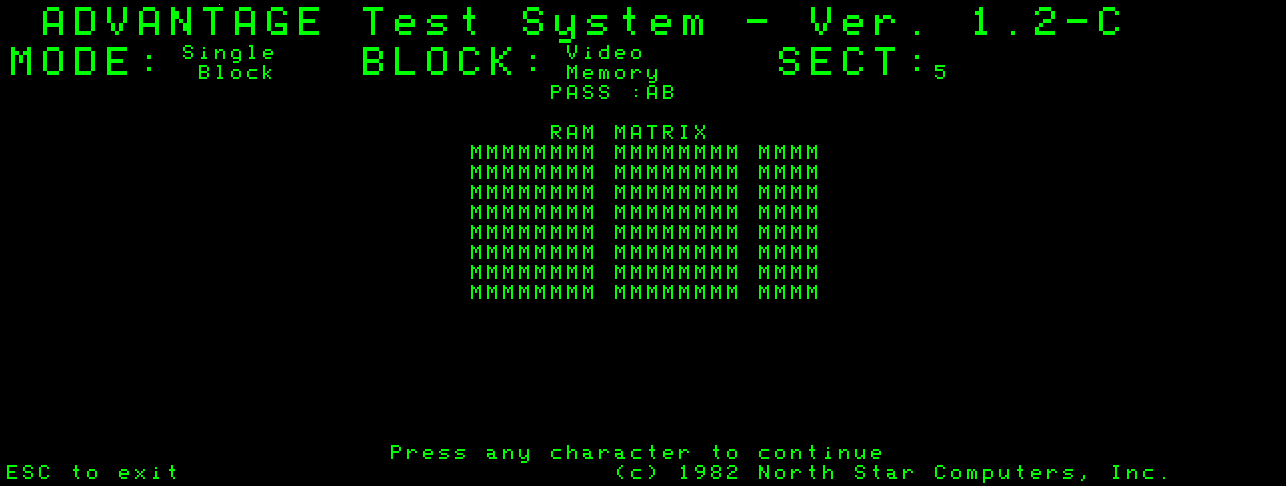 ADVANTAGE Test System - Ver. 1.2-C
MODE: Single Block BLOCK: Video Memory SECT: 5
PASS :AB
RAM MATRIX
MMMMMMMM MMMMMMMM MMMM
MMMMMMMM MMMMMMMM MMMM
MMMMMMMM MMMMMMMM MMMM
MMMMMMMM MMMMMMMM MMMM
MMMMMMMM MMMMMMMM MMMM
MMMMMMMM MMMMMMMM MMMM
MMMMMMMM MMMMMMMM MMMM
MMMMMMMM MMMMMMMM MMMM
Press any character to continue
ESC to exit (c) 1982 North Star Computers, Inc.